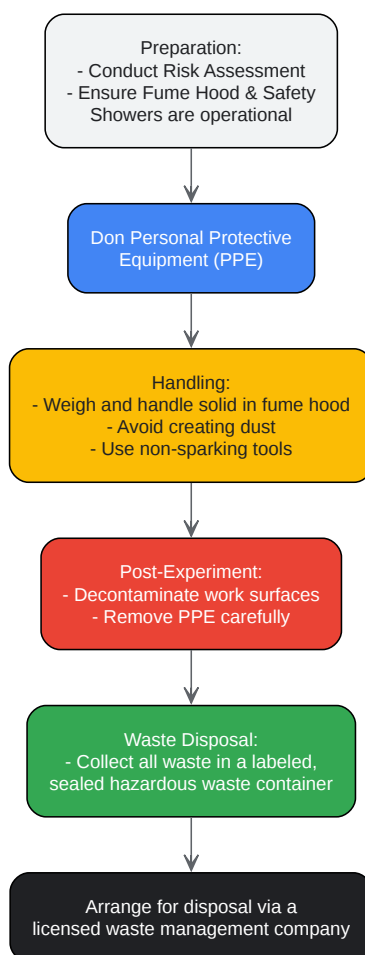 Preparation:
- Conduct Risk Assessment
- Ensure Fume Hood & Safety
Showers are operational
Don Personal Protective
Equipment (PPE)
Handling:
- Weigh and handle solid in fume hood
- Avoid creating dust
- Use non-sparking tools
Post-Experiment:
- Decontaminate work surfaces
- Remove PPE carefully
Waste Disposal:
- Collect all waste in a labeled,
sealed hazardous waste container
Arrange for disposal via a
licensed waste management company